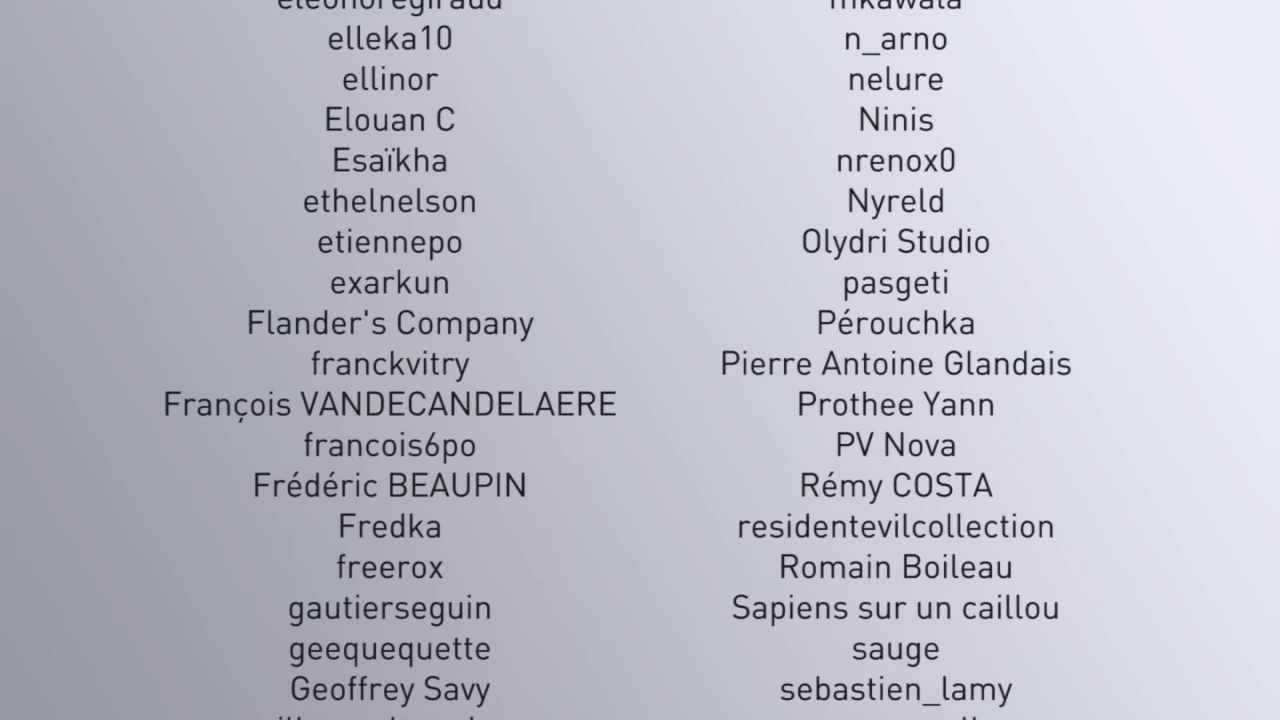 eleonoregiraud
elleka10
ellinor
Elouan C
Esaïkha
ethelnelson
etiennepo
exarkun
Flander's Company
franckvitry
François VANDECANDELAERE
francois6po
Frédéric BEAUPIN
Fredka
freerox
gautierseguin
geequequette
Geoffrey Savy
mkawala
n_arno
nelure
Ninis
nrenox0
Nyreld
Olydri Studio
pasgeti
Pérouchka
Pierre Antoine Glandais
Prothee Yann
PV Nova
Rémy COSTA
residentevilcollection
Romain Boileau
Sapiens sur un caillou
sauge
sebastien_lamy